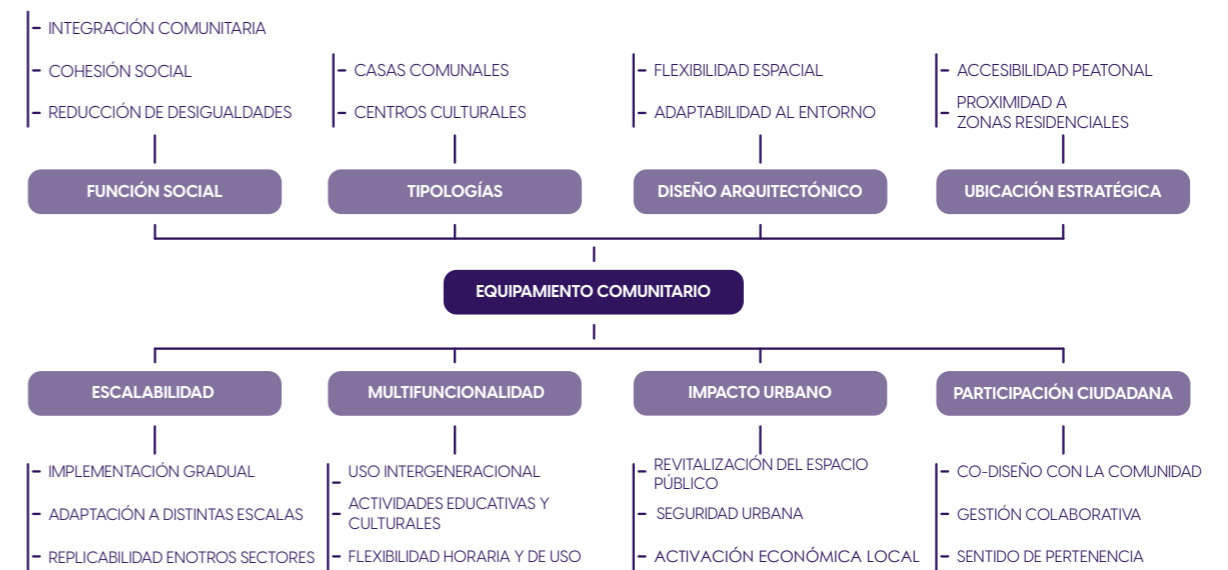 INTEGRACIÓN COMUNITARIA
COHESIÓN SOCIAL
REDUCCIÓN DE DESIGUALDADES
CASAS COMUNALES
CENTROS CULTURALES
FLEXIBILIDAD ESPACIAL
ADAPTABILIDAD AL ENTORNO
ACCESIBILIDAD PEATONAL
PROXIMIDAD A
ZONAS RESIDENCIALES
FUNCIÓN SOCIAL
TIPOLOGÍAS
DISEÑO ARQUITECTÓNICO
UBICACIÓN ESTRATÉGICA
EQUIPAMIENTO COMUNITARIO
ESCALABILIDAD
MULTIFUNCIONALIDAD
IMPACTO URBANO
PARTICIPACIÓN CIUDADANA
IMPLEMENTACIÓN GRADUAL
ADAPTACIÓN A DISTINTAS ESCALAS
REPLICABILIDAD ENOTROS SECTORES
USO INTERGENERACIONAL
ACTIVIDADES EDUCATIVAS Y
CULTURALES
FLEXIBILIDAD HORARIA Y DE USO
REVITALIZACIÓN DEL ESPACIO
PÚBLICO
SEGURIDAD URBANA
ACTIVACIÓN ECONÓMICA LOCAL
CO-DISEÑO CON LA COMUNIDAD
GESTIÓN COLABORATIVA
SENTIDO DE PERTENENCIA